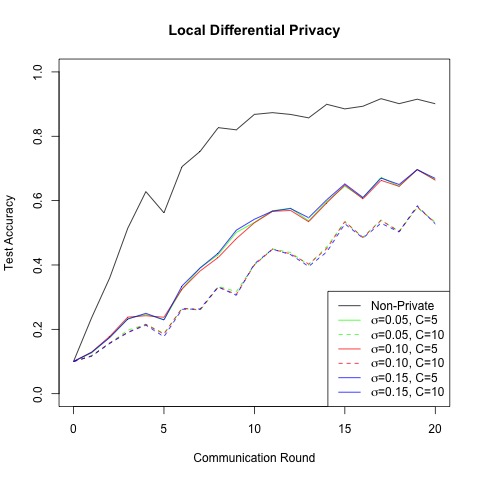 Local Differential Privacy
Test Accuracy
1.0
0.8
0.6
0.4
0.2
0.0
Non-Private
σ=0.05, C=5
σ=0.05, C=10
σ=0.10, C=5
σ=0.10, C=10
σ=0.15, C=5
σ=0.15, C=10
0 5 10 15 20
Communication Round